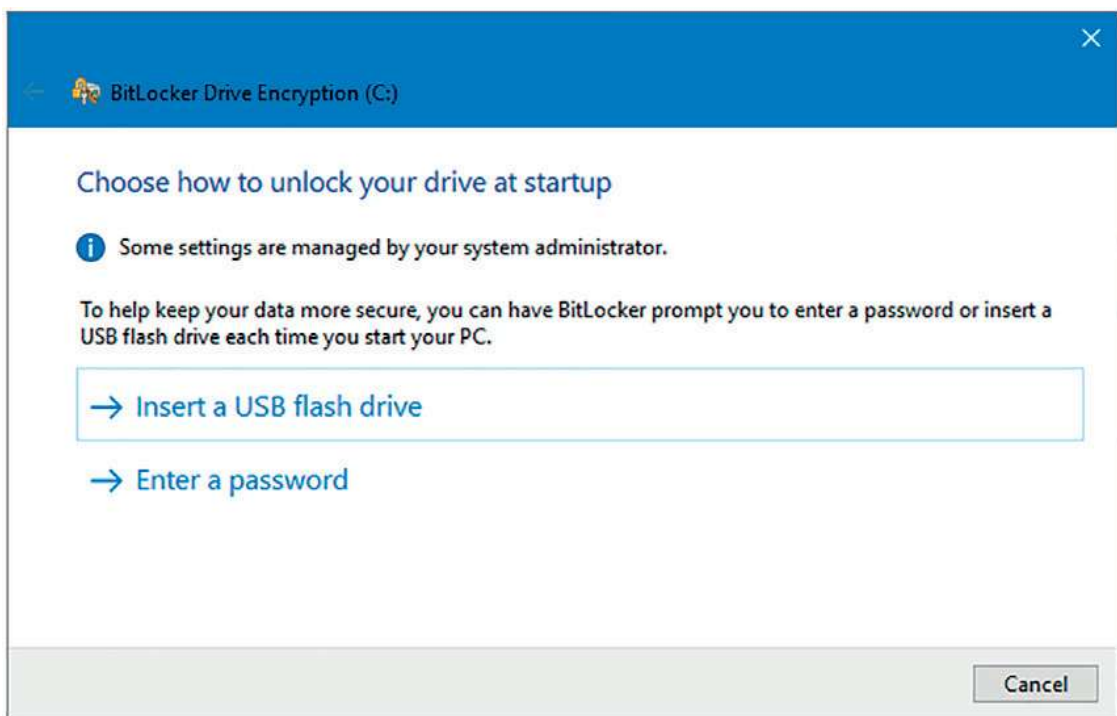 BitLocker Drive Encryption (C:)
Choose how to unlock your drive at startup
Some settings are managed by your system administrator.
To help keep your data more secure, you can have BitLocker prompt you to enter a password or insert a
USB flash drive each time you start your PC.
Insert a USB flash drive
Enter a password
Cancel